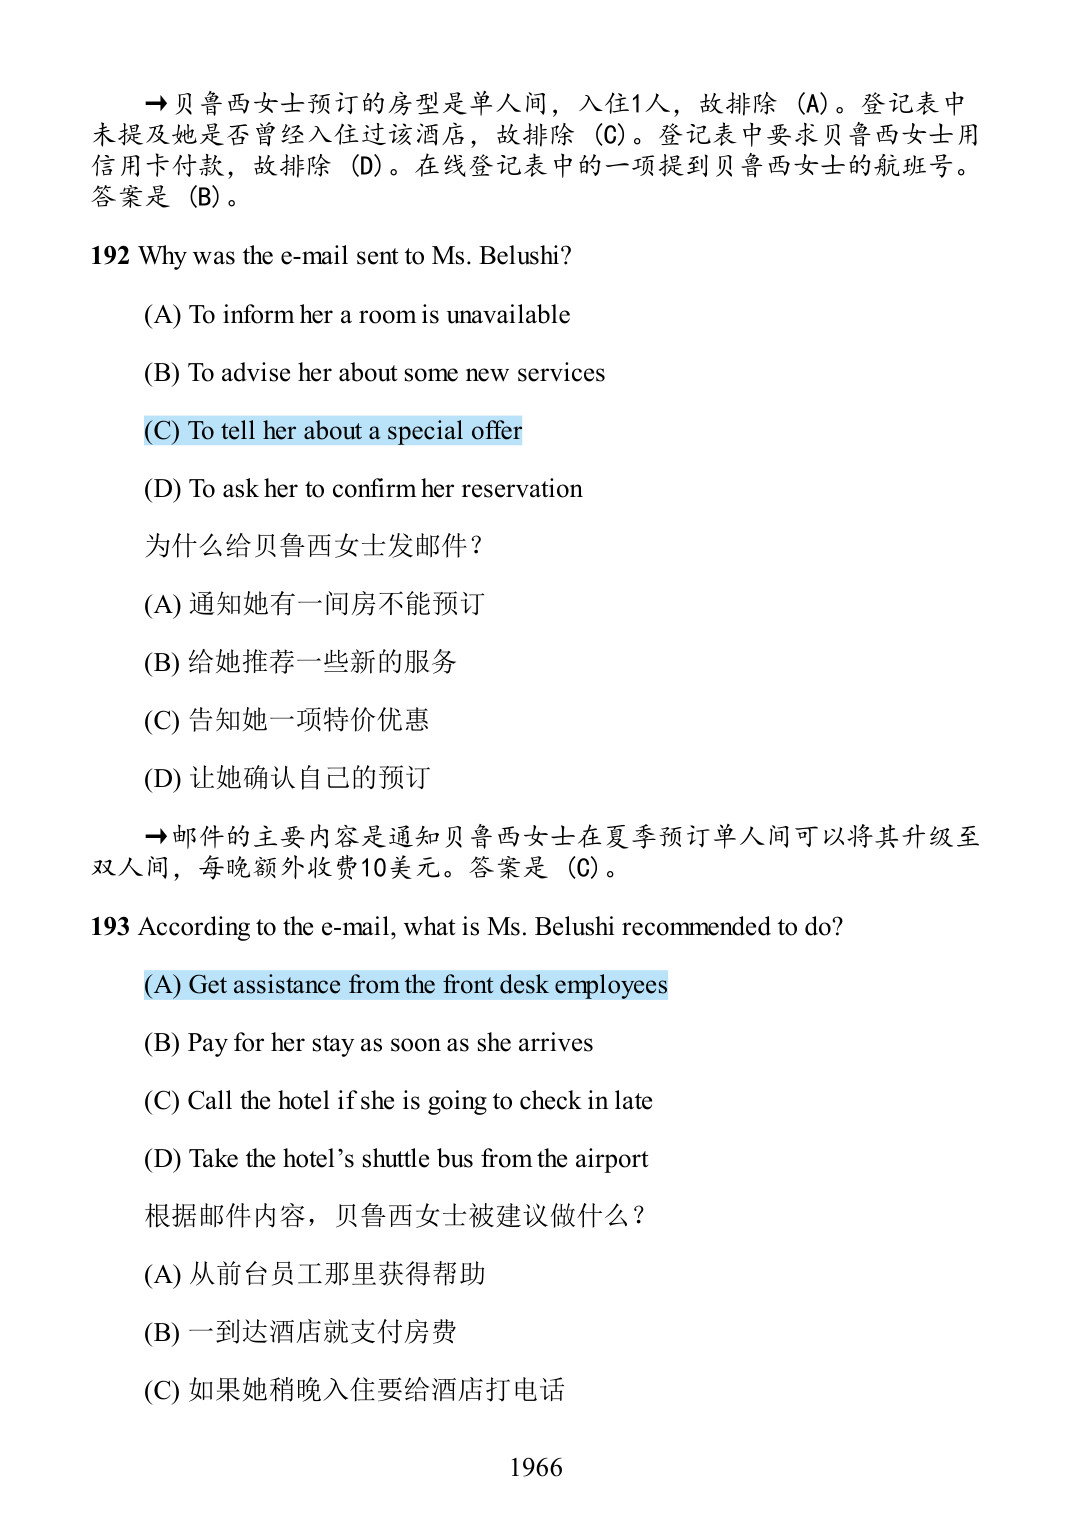 →贝鲁西女士预订的房型是单人间，入住1人，故排除 (A)。登记表中
未提及她是否曾经入住过该酒店，故排除 (C)。登记表中要求贝鲁西女士用
信用卡付款，故排除 (D)。在线登记表中的一项提到贝鲁西女士的航班号。
答案是 (B)。
192 Why was the e-mail sent to Ms. Belushi?
(A) To inform her a room is unavailable
(B) To advise her about some new services
(C) To tell her about a special offer
(D) To ask her to confirm her reservation
为什么给贝鲁西女士发邮件？
(A) 通知她有一间房不能预订
(B) 给她推荐一些新的服务
(C) 告知她一项特价优惠
(D) 让她确认自己的预订
→邮件的主要内容是通知贝鲁西女士在夏季预订单人间可以将其升级至
双人间，每晚额外收费10美元。答案是 (C)。
193 According to the e-mail, what is Ms. Belushi recommended to do?
(A) Get assistance from the front desk employees
(B) Pay for her stay as soon as she arrives
(C) Call the hotel if she is going to check in late
(D) Take the hotel’s shuttle bus from the airport
根据邮件内容，贝鲁西女士被建议做什么？
(A) 从前台员工那里获得帮助
(B) 一到达酒店就支付房费
(C) 如果她稍晚入住要给酒店打电话
1966